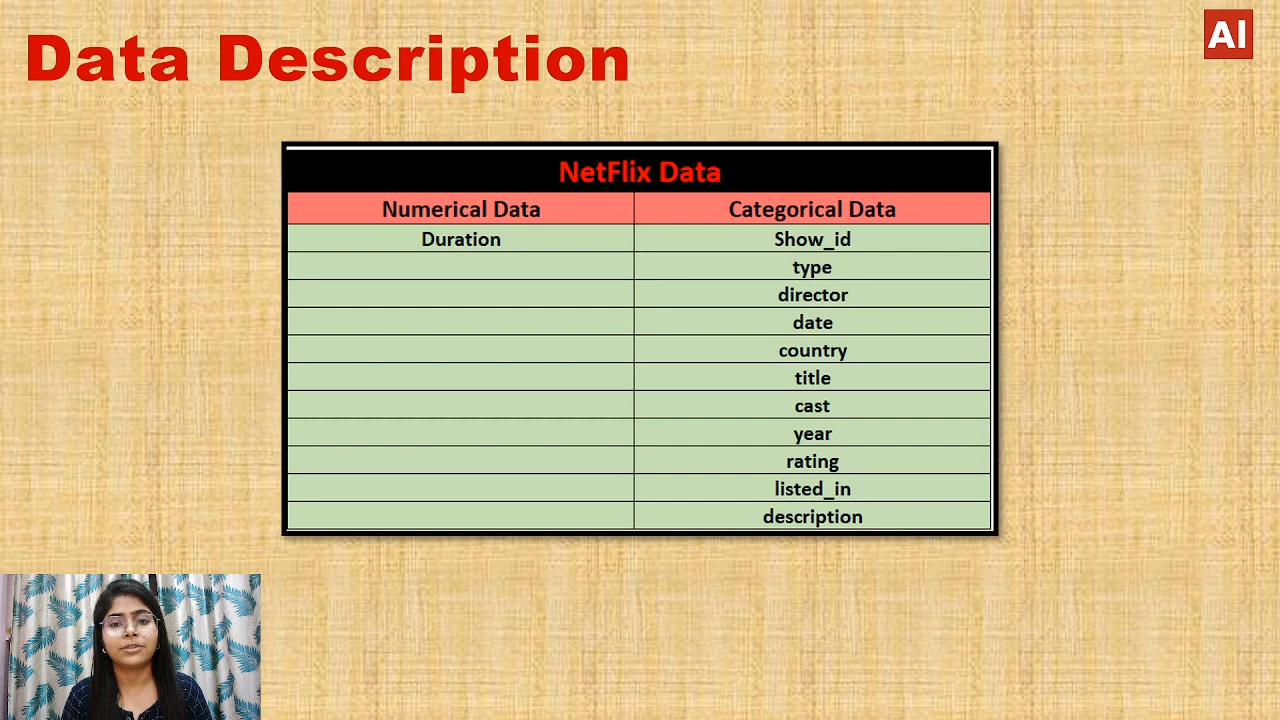 Data Description
AI
NetFlix Data
Numerical Data Categorical Data
Duration Show_id
type
director
date
country
title
cast
year
rating
listed_in
description